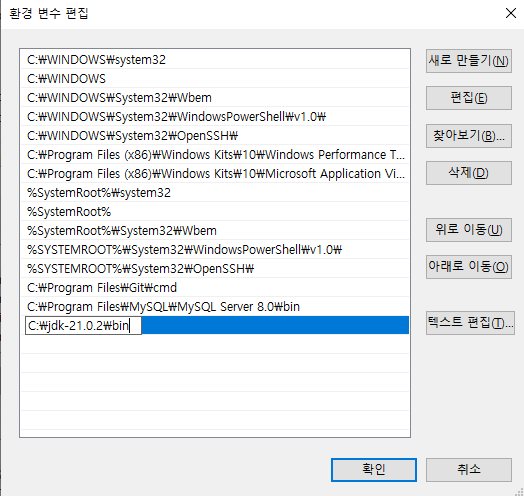 환경 변수 편집
C:₩WINDOWS₩system32
C:₩WINDOWS
C:₩WINDOWS₩System32₩Wbem
C:₩WINDOWS₩System32₩WindowsPowerShell₩v1.0₩
C:₩WINDOWS₩System32₩OpenSSH₩
C:₩Program Files (x86)₩Windows Kits₩10₩Windows Performance T...
C:₩Program Files (x86)₩Windows Kits₩10₩Microsoft Application Vi...
%SystemRoot%₩system32
%SystemRoot%
%SystemRoot%₩System32₩Wbem
%SYSTEMROOT%₩System32₩WindowsPowerShell₩v1.0₩
%SYSTEMROOT%₩System32₩OpenSSH₩
C:₩Program Files₩Git₩cmd
C:₩Program Files₩MySQL₩MySQL Server 8.0₩bin
C:₩jdk-21.0.2₩bin
새로 만들기(N)
편집(E)
찾아보기(B)...
삭제(D)
위로 이동(U)
아래로 이동(O)
텍스트 편집(T)...
확인
취소